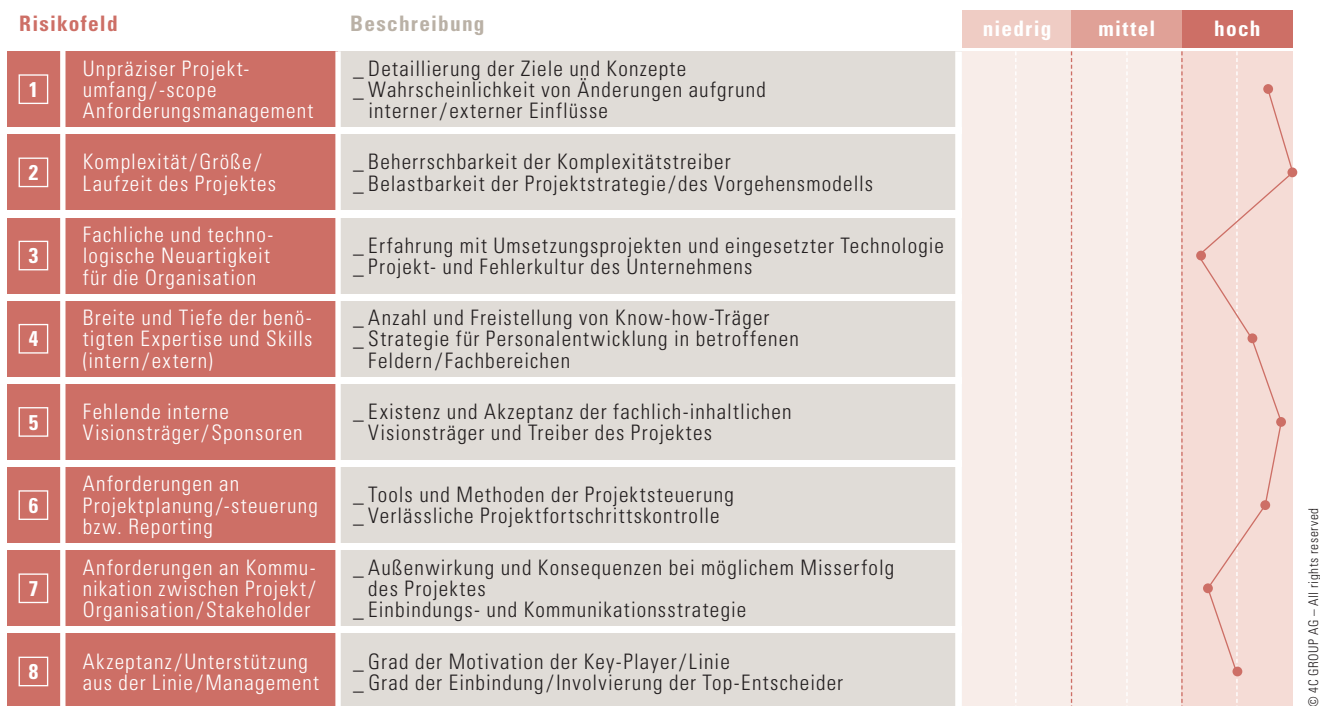 Risikofeld
Beschreibung
niedrig
mittel
hoch
1
Unpräziser Projekt-
umfang/-scope
Anforderungsmanagement
_ Detaillierung der Ziele und Konzepte
_ Wahrscheinlichkeit von Änderungen aufgrund
interner/externer Einflüsse
2
Komplexität/Größe/
Laufzeit des Projektes
_ Beherrschbarkeit der Komplexitätstreiber
_ Belastbarkeit der Projektstrategie/des Vorgehensmodells
3
Fachliche und techno-
logische Neuartigkeit
für die Organisation
_ Erfahrung mit Umsetzungsprojekten und eingesetzter Technologie
_ Projekt- und Fehlerkultur des Unternehmens
4
Breite und Tiefe der benö-
tigten Expertise und Skills
(intern/extern)
_ Anzahl und Freistellung von Know-how-Träger
_ Strategie für Personalentwicklung in betroffenen
Feldern/Fachbereichen
5
Fehlende interne
Visionsträger/Sponsoren
_ Existenz und Akzeptanz der fachlich-inhaltlichen
Visionsträger und Treiber des Projektes
6
Anforderungen an
Projektplanung/-steuerung
bzw. Reporting
_ Tools und Methoden der Projektsteuerung
_ Verlässliche Projektfortschrittskontrolle
7
Anforderungen an Kommu-
nikation zwischen Projekt/
Organisation/Stakeholder
_ Außenwirkung und Konsequenzen bei möglichem Misserfolg
des Projektes
_ Einbindungs- und Kommunikationsstrategie
8
Akzeptanz/Unterstützung
aus der Linie/Management
_ Grad der Motivation der Key-Player/Linie
_ Grad der Einbindung/Involvierung der Top-Entscheider
© 4C GROUP AG – All rights reserved